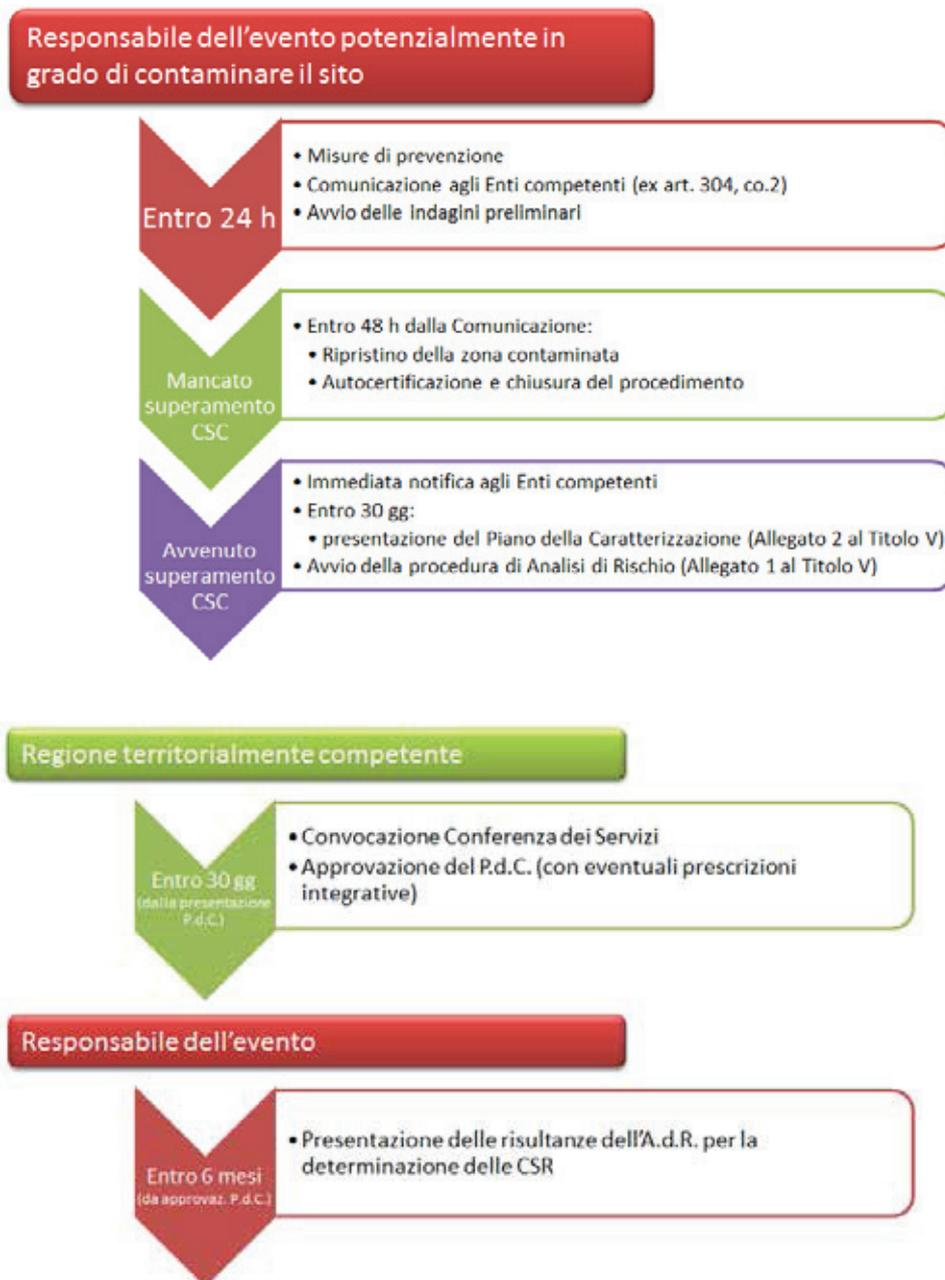 Responsabile dell'evento potenzialmente in
grado di contaminare il sito
Entro 24 h
• Misure di prevenzione
• Comunicazione agli Enti competenti (ex art. 304, co.2)
• Avvio delle indagini preliminari
Mancato
superamento
CSC
• Entro 48 h dalla Comunicazione:
• Ripristino della zona contaminata
• Autocertificazione e chiusura del procedimento
Avvenuto
superamento
CSC
• Immediata notifica agli Enti competenti
• Entro 30 gg:
• presentazione del Piano della Caratterizzazione (Allegato 2 al Titolo V)
• Avvio della procedura di Analisi di Rischio (Allegato 1 al Titolo V)
Regione territorialmente competente
Entro 30 gg
(dalla presentazione
P.d.C.)
• Convocazione Conferenza dei Servizi
• Approvazione del P.d.C. (con eventuali prescrizioni
integrative)
Responsabile dell'evento
Entro 6 mesi
(da approvaz. P.d.C.)
• Presentazione delle risultanze dell'A.d.R. per la
determinazione delle CSR